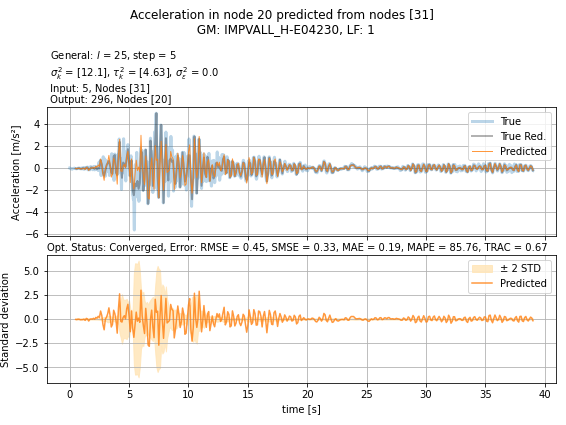 Acceleration in node 20 predicted from nodes [31]
GM: IMPVALL_H-E04230, LF: 1
General: l = 25, step = 5
σ²_k = [12.1], τ²_k = [4.63], σ²_ε = 0.0
Input: 5, Nodes [31]
Output: 296, Nodes [20]
Acceleration [m/s²]
4
2
0
−2
−4
−6
True
True Red.
Predicted
Opt. Status: Converged, Error: RMSE = 0.45, SMSE = 0.33, MAE = 0.19, MAPE = 85.76, TRAC = 0.67
Standard deviation
5.0
2.5
0.0
−2.5
−5.0
± 2 STD
Predicted
0 5 10 15 20 25 30 35 40
time [s]